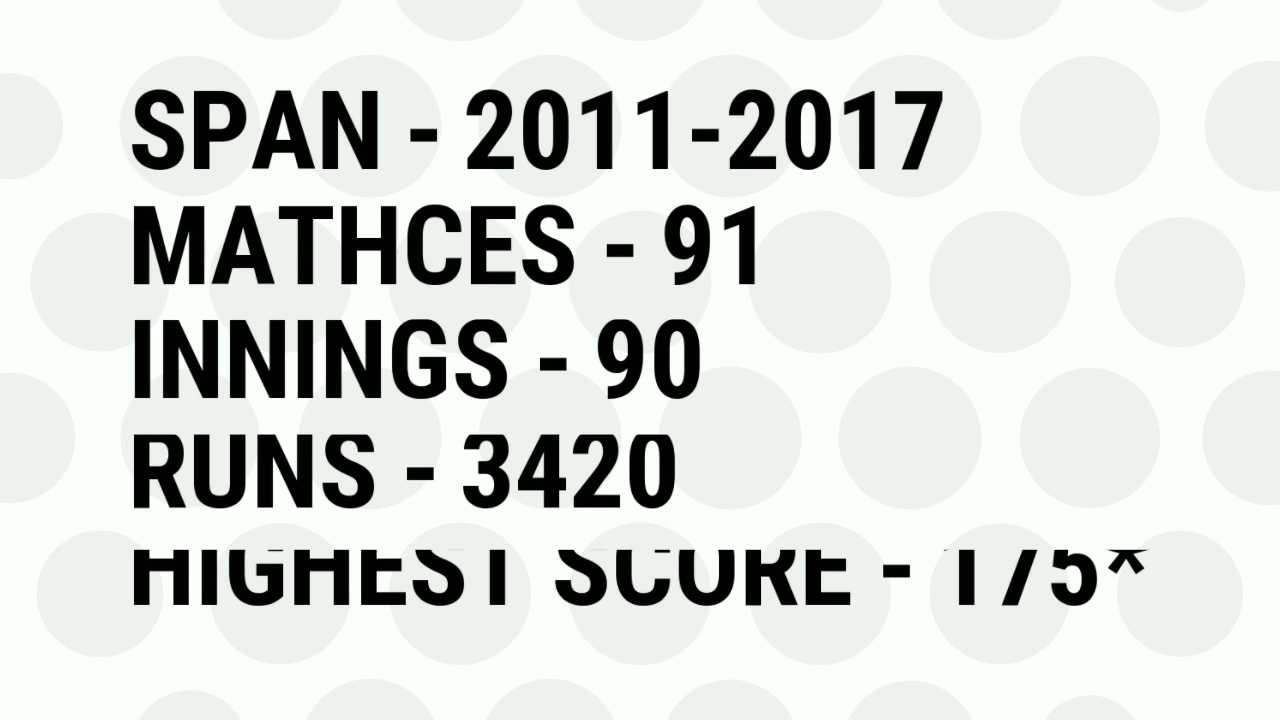 SPAN - 2011-2017
MATHCES - 91
INNINGS - 90
RUNS - 3420
HIGHEST SCORE - 175*